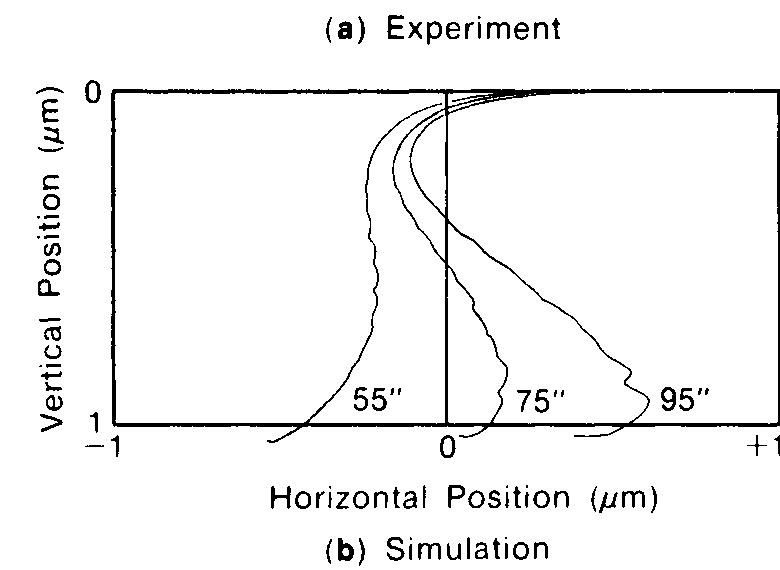 (a) Experiment
Vertical Position (μm)
0
1
55"
75"
95"
−1
0
+1
Horizontal Position (μm)
(b) Simulation